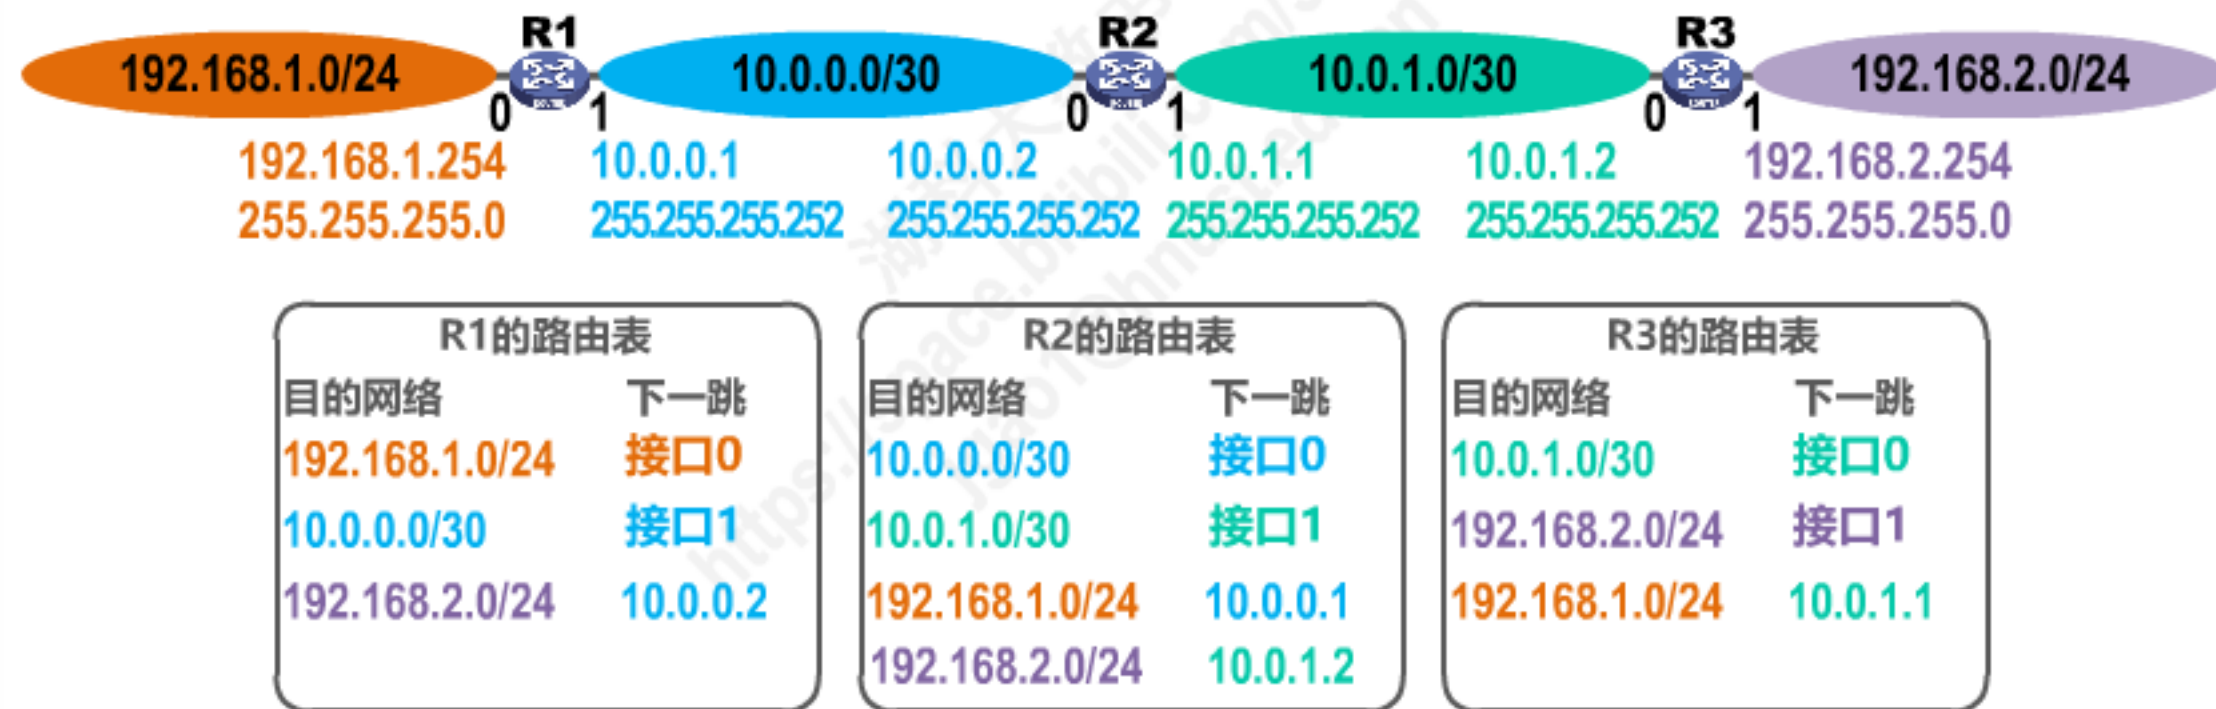 R1 R2 R3
192.168.1.0/24 10.0.0.0/30 10.0.1.0/30 192.168.2.0/24
0 1 0 1 0 1
192.168.1.254 10.0.0.1 10.0.0.2 10.0.1.1 10.0.1.2 192.168.2.254
255.255.255.0 255.255.255.252 255.255.255.252 255.255.255.252 255.255.255.252 255.255.255.0
R1的路由表
目的网络 下一跳
192.168.1.0/24 接口0
10.0.0.0/30 接口1
192.168.2.0/24 10.0.0.2
R2的路由表
目的网络 下一跳
10.0.0.0/30 接口0
10.0.1.0/30 接口1
192.168.1.0/24 10.0.0.1
192.168.2.0/24 10.0.1.2
R3的路由表
目的网络 下一跳
10.0.1.0/30 接口0
192.168.2.0/24 接口1
192.168.1.0/24 10.0.1.1